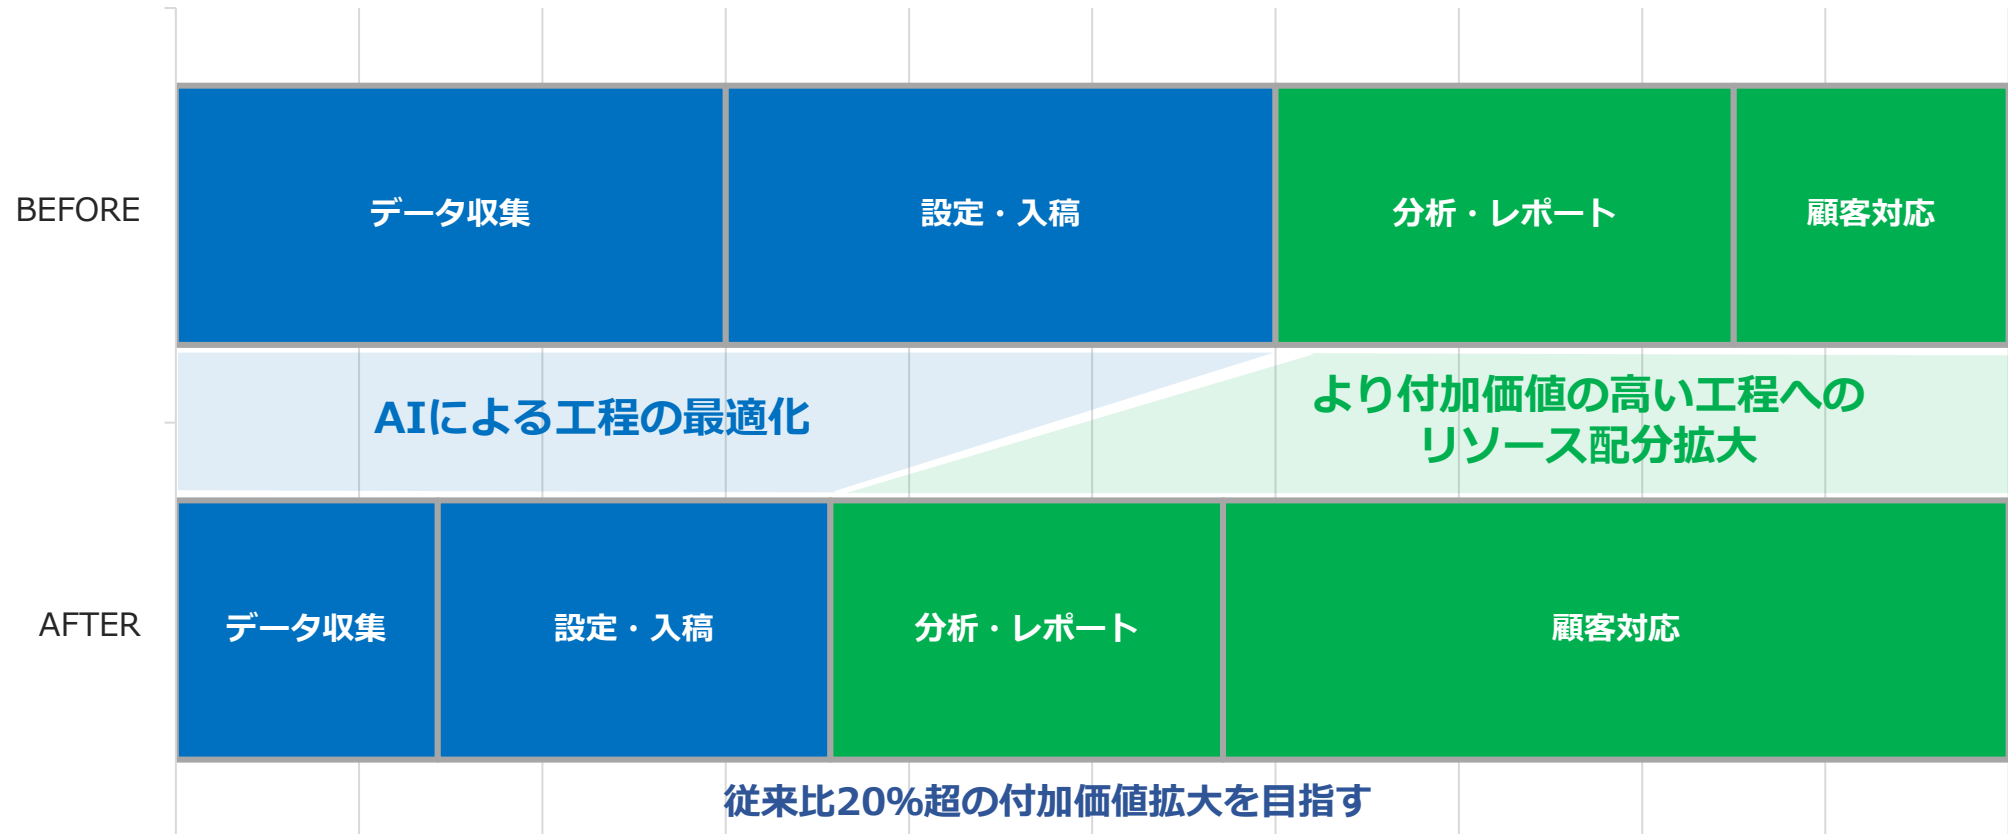 BEFORE
データ収集
設定・入稿
分析・レポート
顧客対応
AIによる工程の最適化
より付加価値の高い工程への
リソース配分拡大
AFTER
データ収集
設定・入稿
分析・レポート
顧客対応
従来比20%超の付加価値拡大を目指す